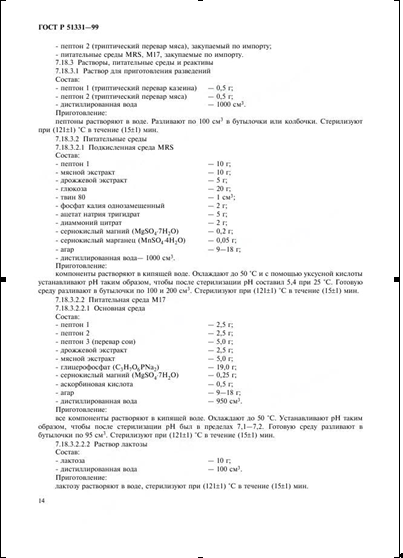 ГОСТ Р 51331—99
- пептон 2 (триптический перевар мяса), закупаемый по импорту;
- питательные среды MRS, M17, закупаемые по импорту.
7.18.3 Растворы, питательные среды и реактивы
7.18.3.1 Раствор для приготовления разведений
Состав:
- пептон 1 (триптический перевар казеина) — 0,5 г;
- пептон 2 (триптический перевар мяса) — 0,5 г;
- дистиллированная вода — 1000 см³.
Приготовление:
пептоны растворяют в воде. Разливают по 100 см³ в бутылочки или колбочки. Стерилизуют
при (121±1) °С в течение (15±1) мин.
7.18.3.2 Питательные среды
7.18.3.2.1 Подкисленная среда MRS
Состав:
- пептон 1 — 10 г;
- мясной экстракт — 10 г;
- дрожжевой экстракт — 5 г;
- глюкоза — 20 г;
- твин 80 — 1 см³;
- фосфат калия однозамещенный — 2 г;
- ацетат натрия тригидрат — 5 г;
- диаммоний цитрат — 2 г;
- сернокислый магний (MgSO₄·7H₂O) — 0,2 г;
- сернокислый марганец (MnSO₄·4H₂O) — 0,05 г;
- агар — 9—18 г;
- дистиллированная вода— 1000 см³.
Приготовление:
компоненты растворяют в кипящей воде. Охлаждают до 50 °С и с помощью уксусной кислоты
устанавливают pH таким образом, чтобы после стерилизации pH составил 5,4 при 25 °С. Готовую
среду разливают в бутылочки по 100 и 200 см³. Стерилизуют при (121±1) °С в течение (15±1) мин.
7.18.3.2.2 Питательная среда M17
7.18.3.2.2.1 Основная среда
Состав:
- пептон 1 — 2,5 г;
- пептон 2 — 2,5 г;
- пептон 3 (перевар сои) — 5,0 г;
- дрожжевой экстракт — 2,5 г;
- мясной экстракт — 5,0 г;
- глицерофосфат (C₃H₇O₆PNa₂) — 19,0 г;
- сернокислый магний (MgSO₄·7H₂O) — 0,25 г;
- аскорбиновая кислота — 0,5 г;
- агар — 9—18 г;
- дистиллированная вода — 950 см³.
Приготовление:
все компоненты растворяют в кипящей воде. Охлаждают до 50 °С. Устанавливают pH таким
образом, чтобы после стерилизации pH был в пределах 7,1—7,2. Готовую среду разливают в
бутылочки по 95 см³. Стерилизуют при (121±1) °С в течение (15±1) мин.
7.18.3.2.2.2 Раствор лактозы
Состав:
- лактоза — 10 г;
- дистиллированная вода — 100 см³.
Приготовление:
лактозу растворяют в воде, стерилизуют при (121±1) °С в течение (15±1) мин.
14